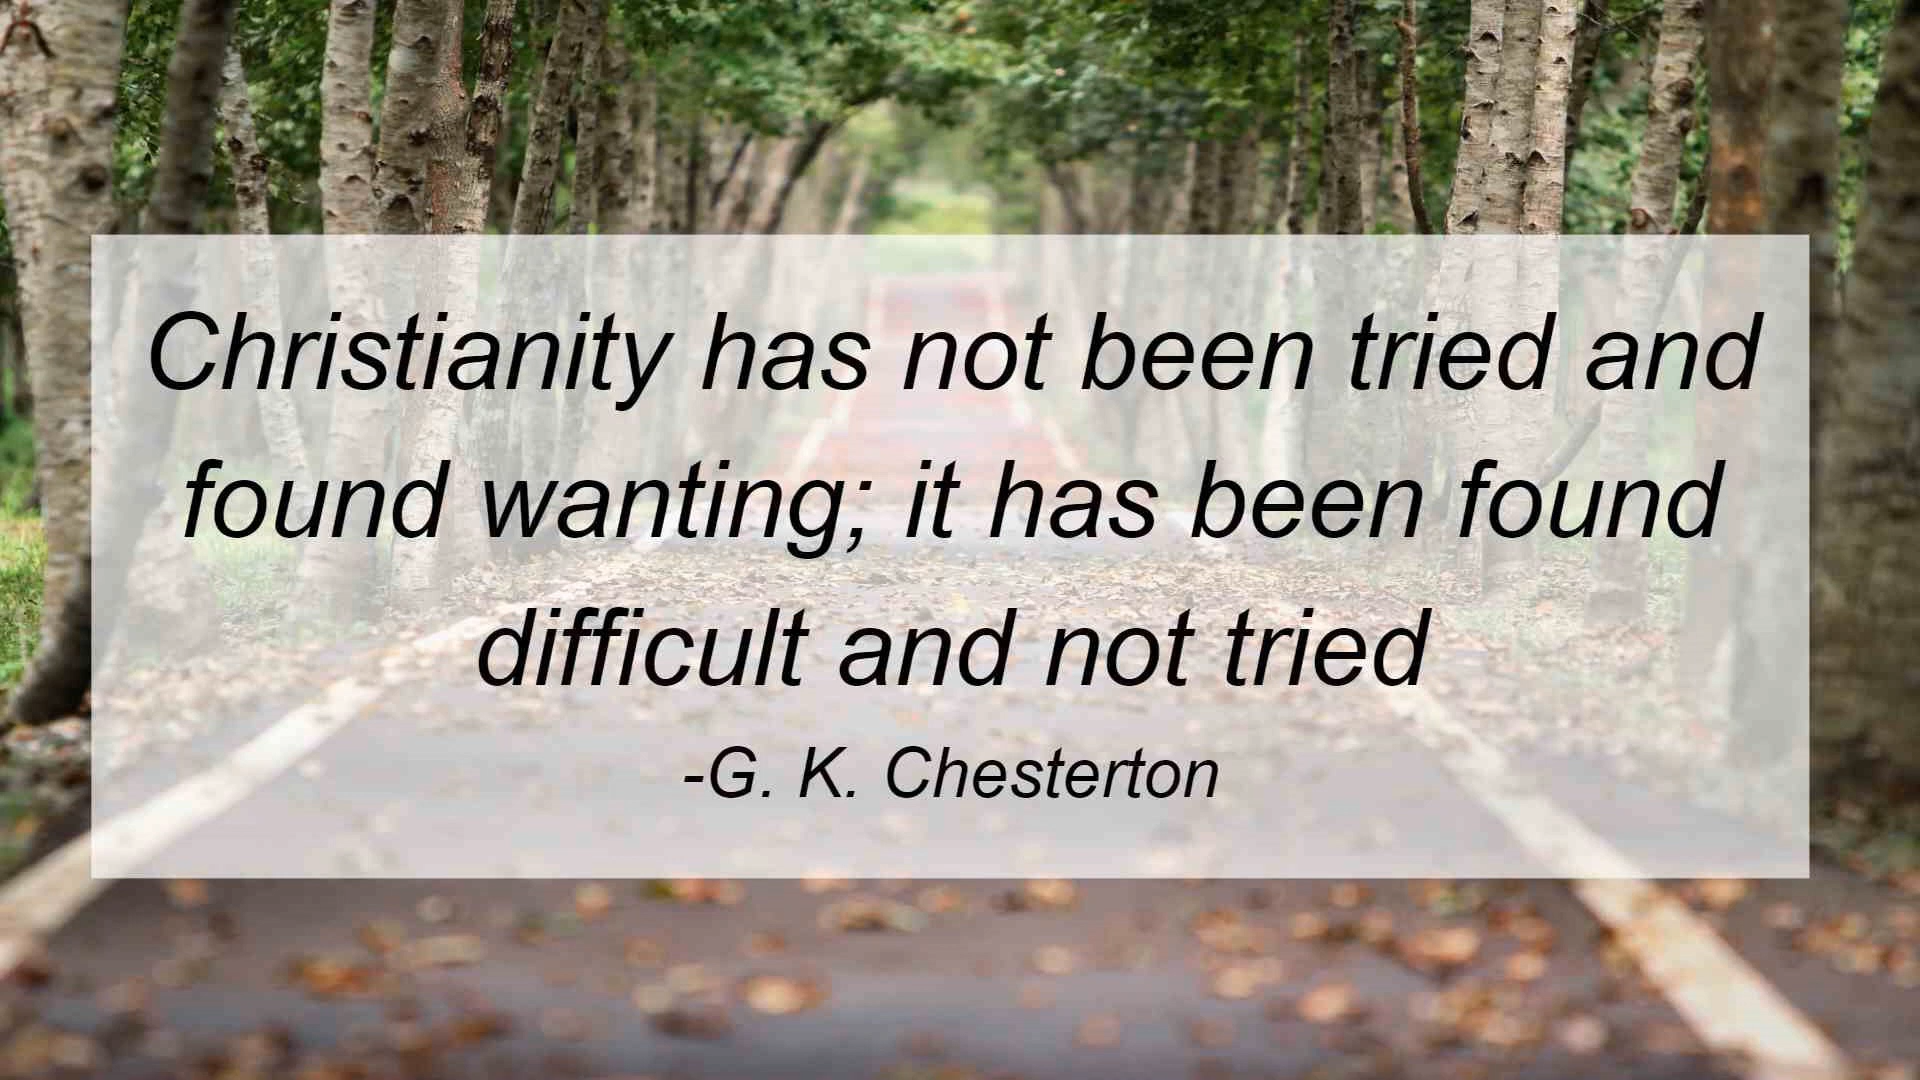 Christianity has not been tried and
found wanting; it has been found
difficult and not tried
-G. K. Chesterton